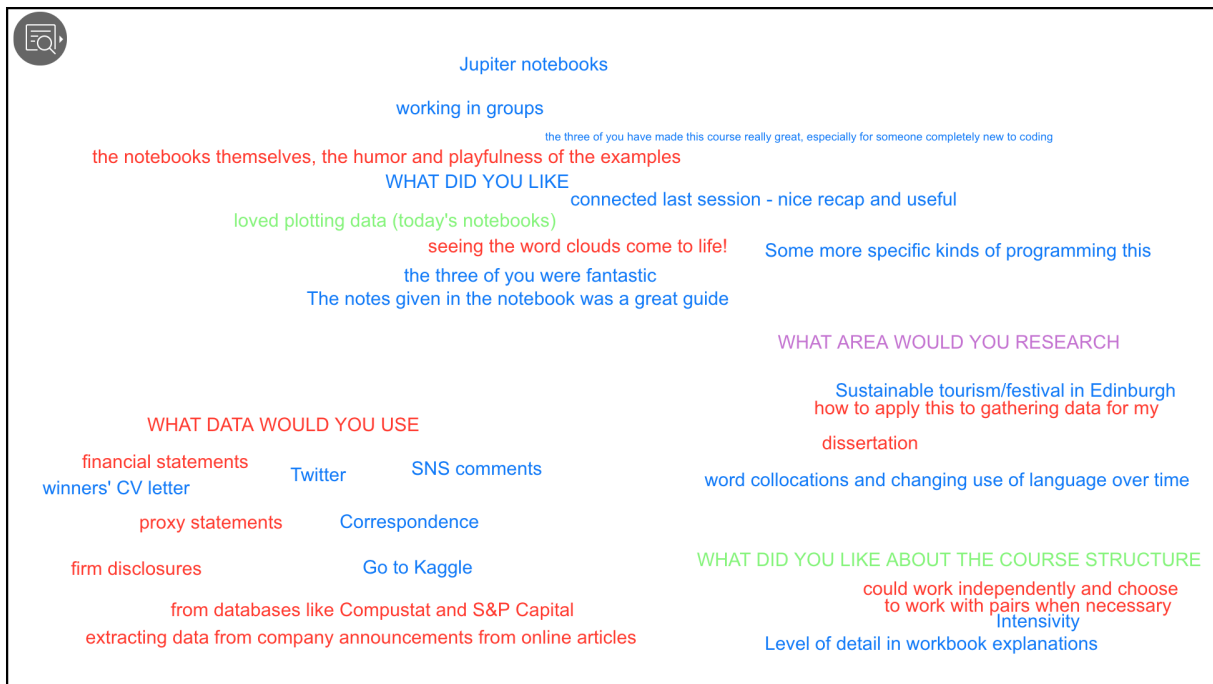 Jupiter notebooks
working in groups
the three of you have made this course really great, especially for someone completely new to coding
the notebooks themselves, the humor and playfulness of the examples
WHAT DID YOU LIKE
connected last session - nice recap and useful
loved plotting data (today's notebooks)
seeing the word clouds come to life!
Some more specific kinds of programming this
the three of you were fantastic
The notes given in the notebook was a great guide
WHAT AREA WOULD YOU RESEARCH
Sustainable tourism/festival in Edinburgh
how to apply this to gathering data for my
dissertation
word collocations and changing use of language over time
WHAT DATA WOULD YOU USE
financial statements
Twitter
SNS comments
winners' CV letter
proxy statements
Correspondence
firm disclosures
Go to Kaggle
from databases like Compustat and S&P Capital
extracting data from company announcements from online articles
WHAT DID YOU LIKE ABOUT THE COURSE STRUCTURE
could work independently and choose
to work with pairs when necessary
Intensivity
Level of detail in workbook explanations